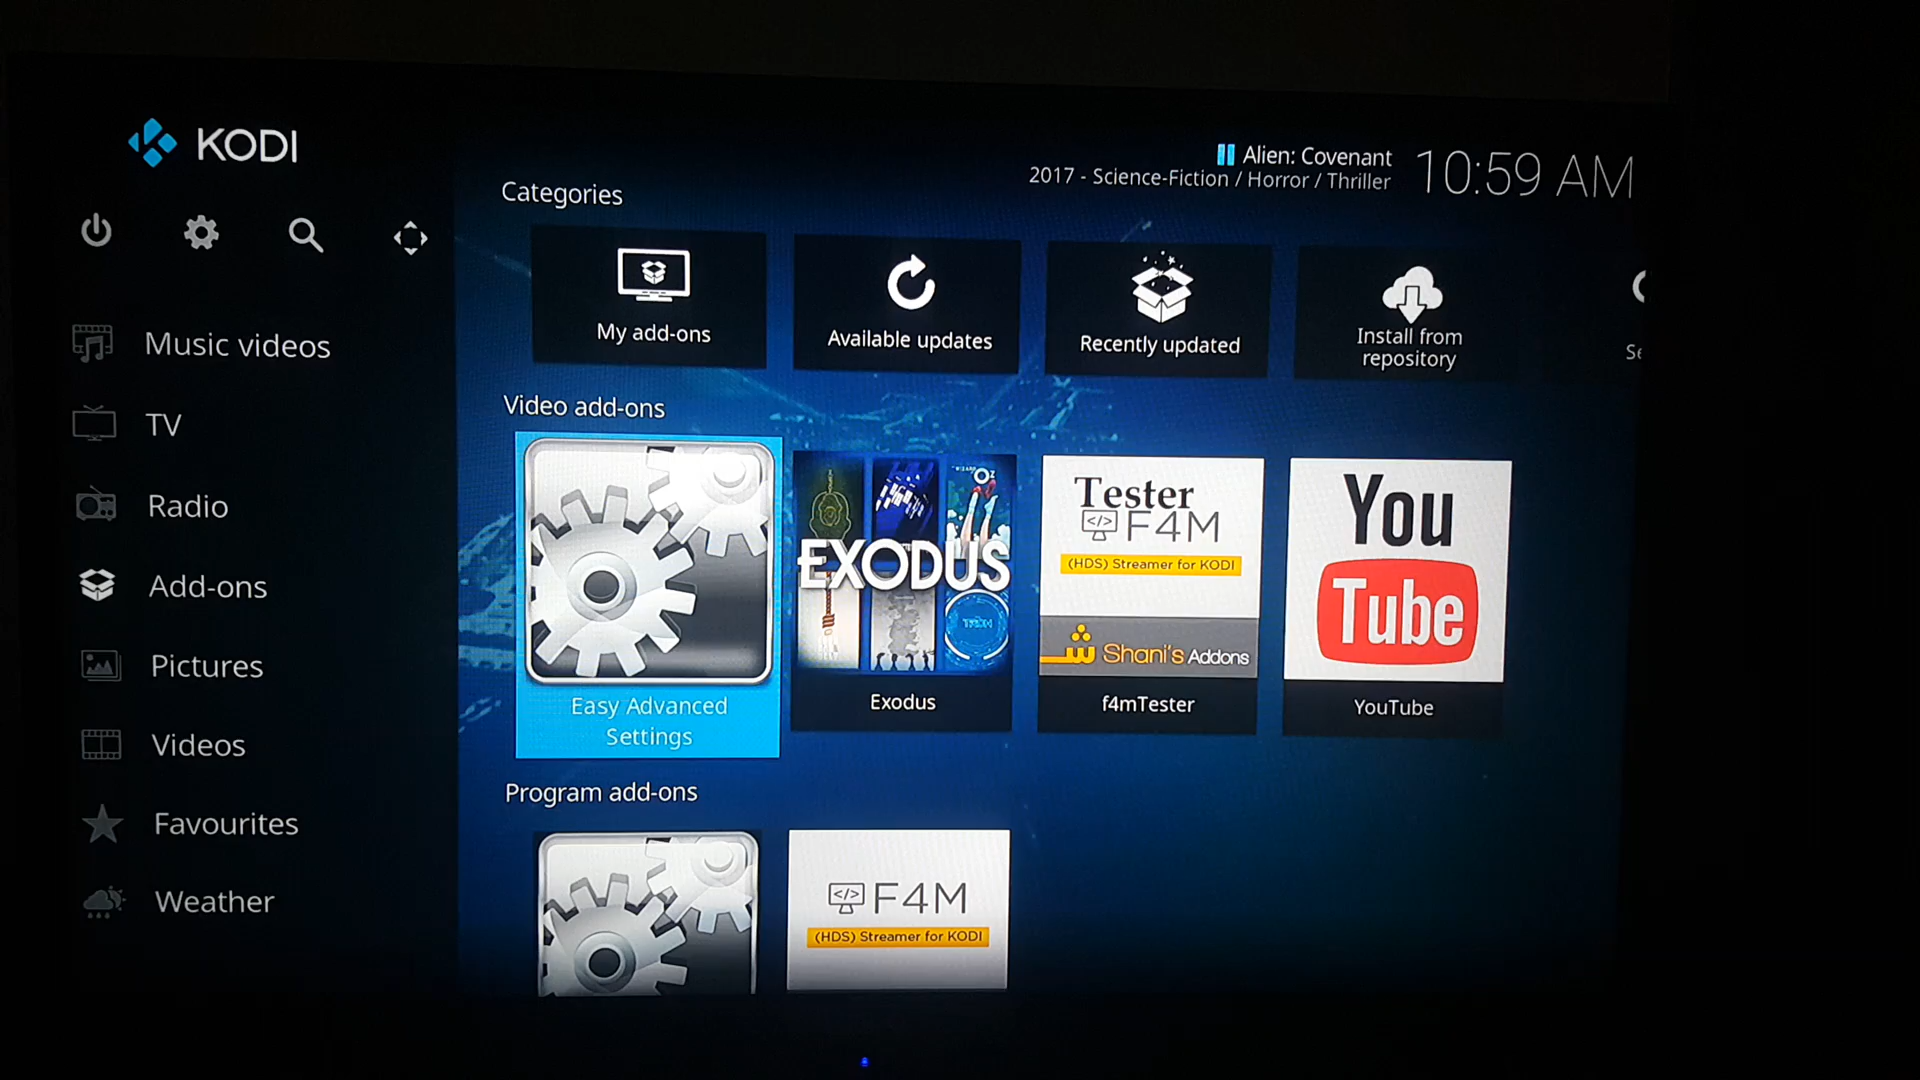 KODI
Alien: Covenant
2017 - Science-Fiction / Horror / Thriller
10:59 AM
Categories
My add-ons
Available updates
Recently updated
Install from
repository
Music videos
TV
Radio
Add-ons
Pictures
Videos
Favourites
Weather
Video add-ons
Easy Advanced
Settings
EXODUS
Exodus
Tester
F4M
(HDS) Streamer for KODI
Shani's Addons
f4mTester
You
Tube
YouTube
Program add-ons
F4M
(HDS) Streamer for KODI